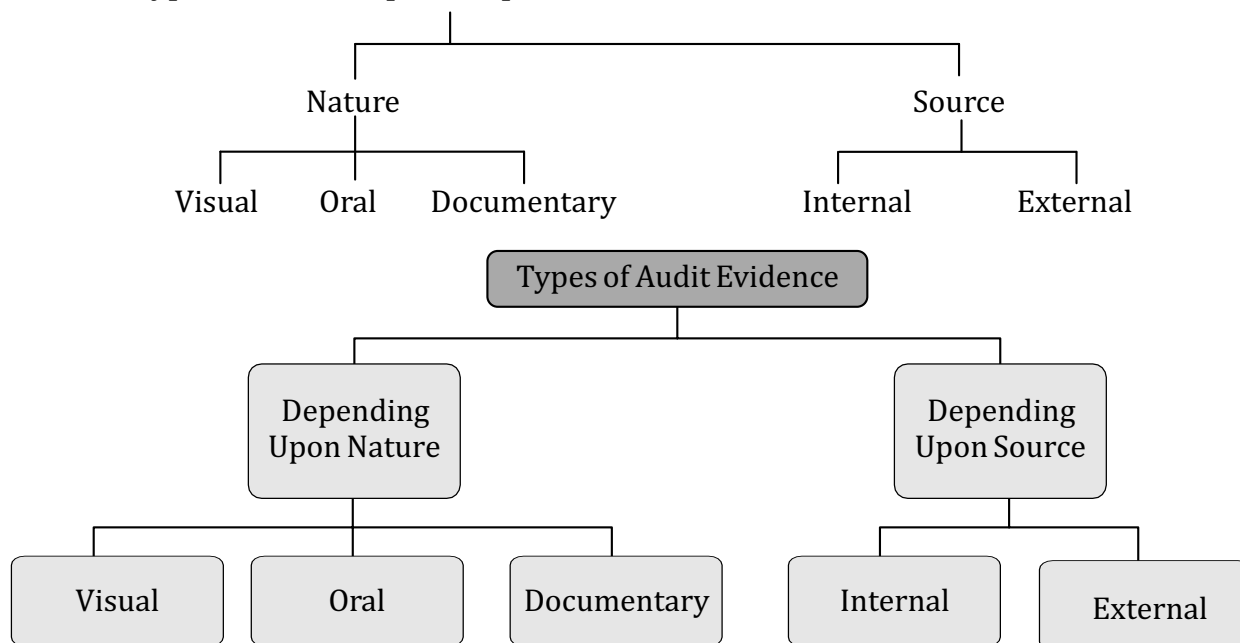 Nature Source
Visual Oral Documentary Internal External
Types of Audit Evidence
Depending
Upon Nature
Depending
Upon Source
Visual Oral Documentary Internal External